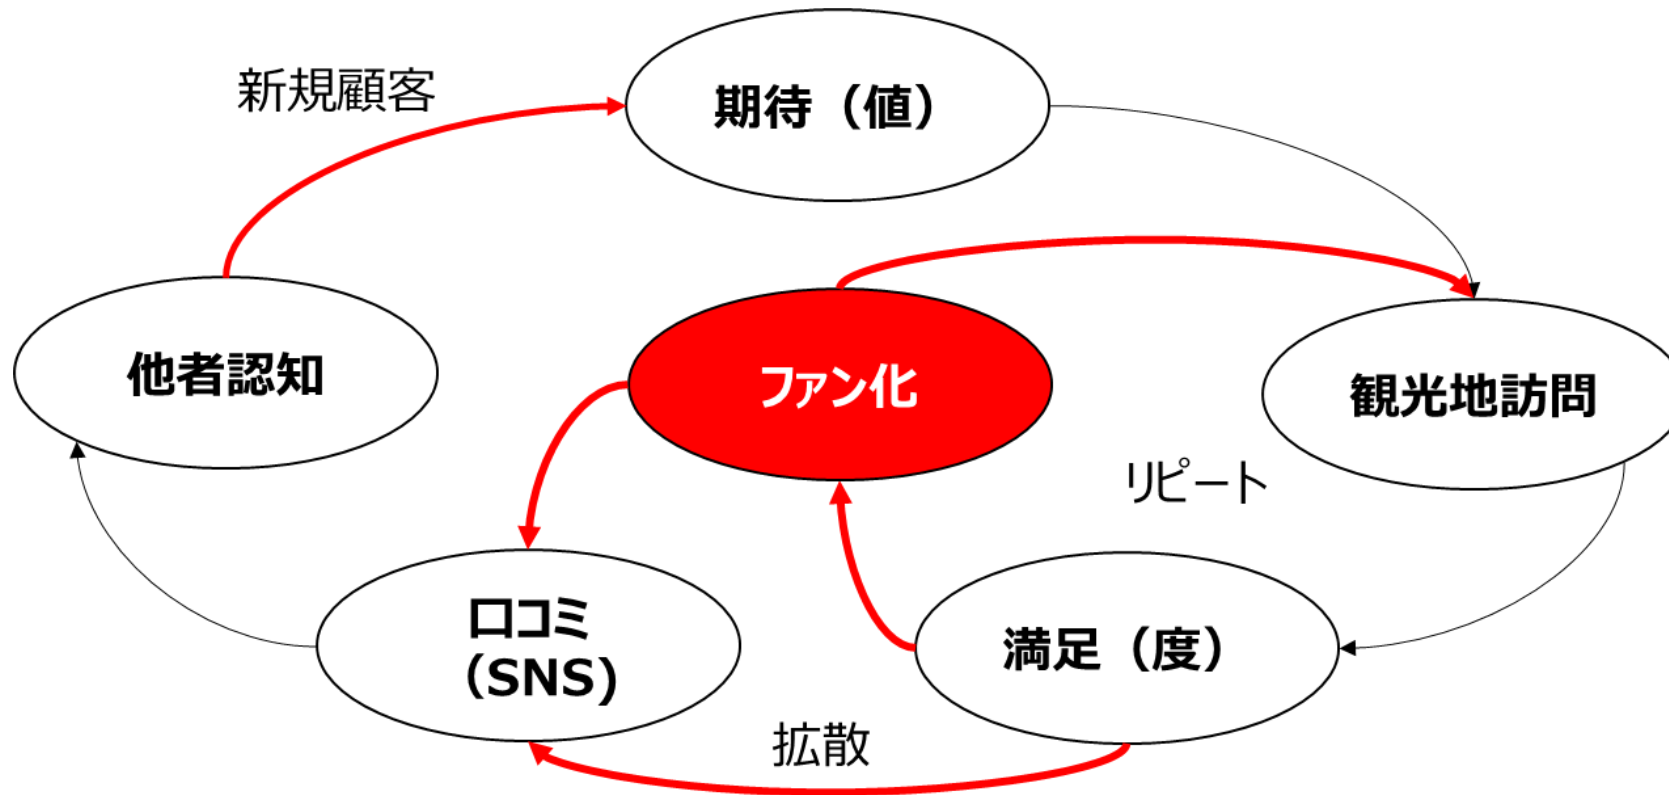 新規顧客
期待（値）
他者認知
ファン化
観光地訪問
リピート
口コミ
（SNS)
満足（度）
拡散